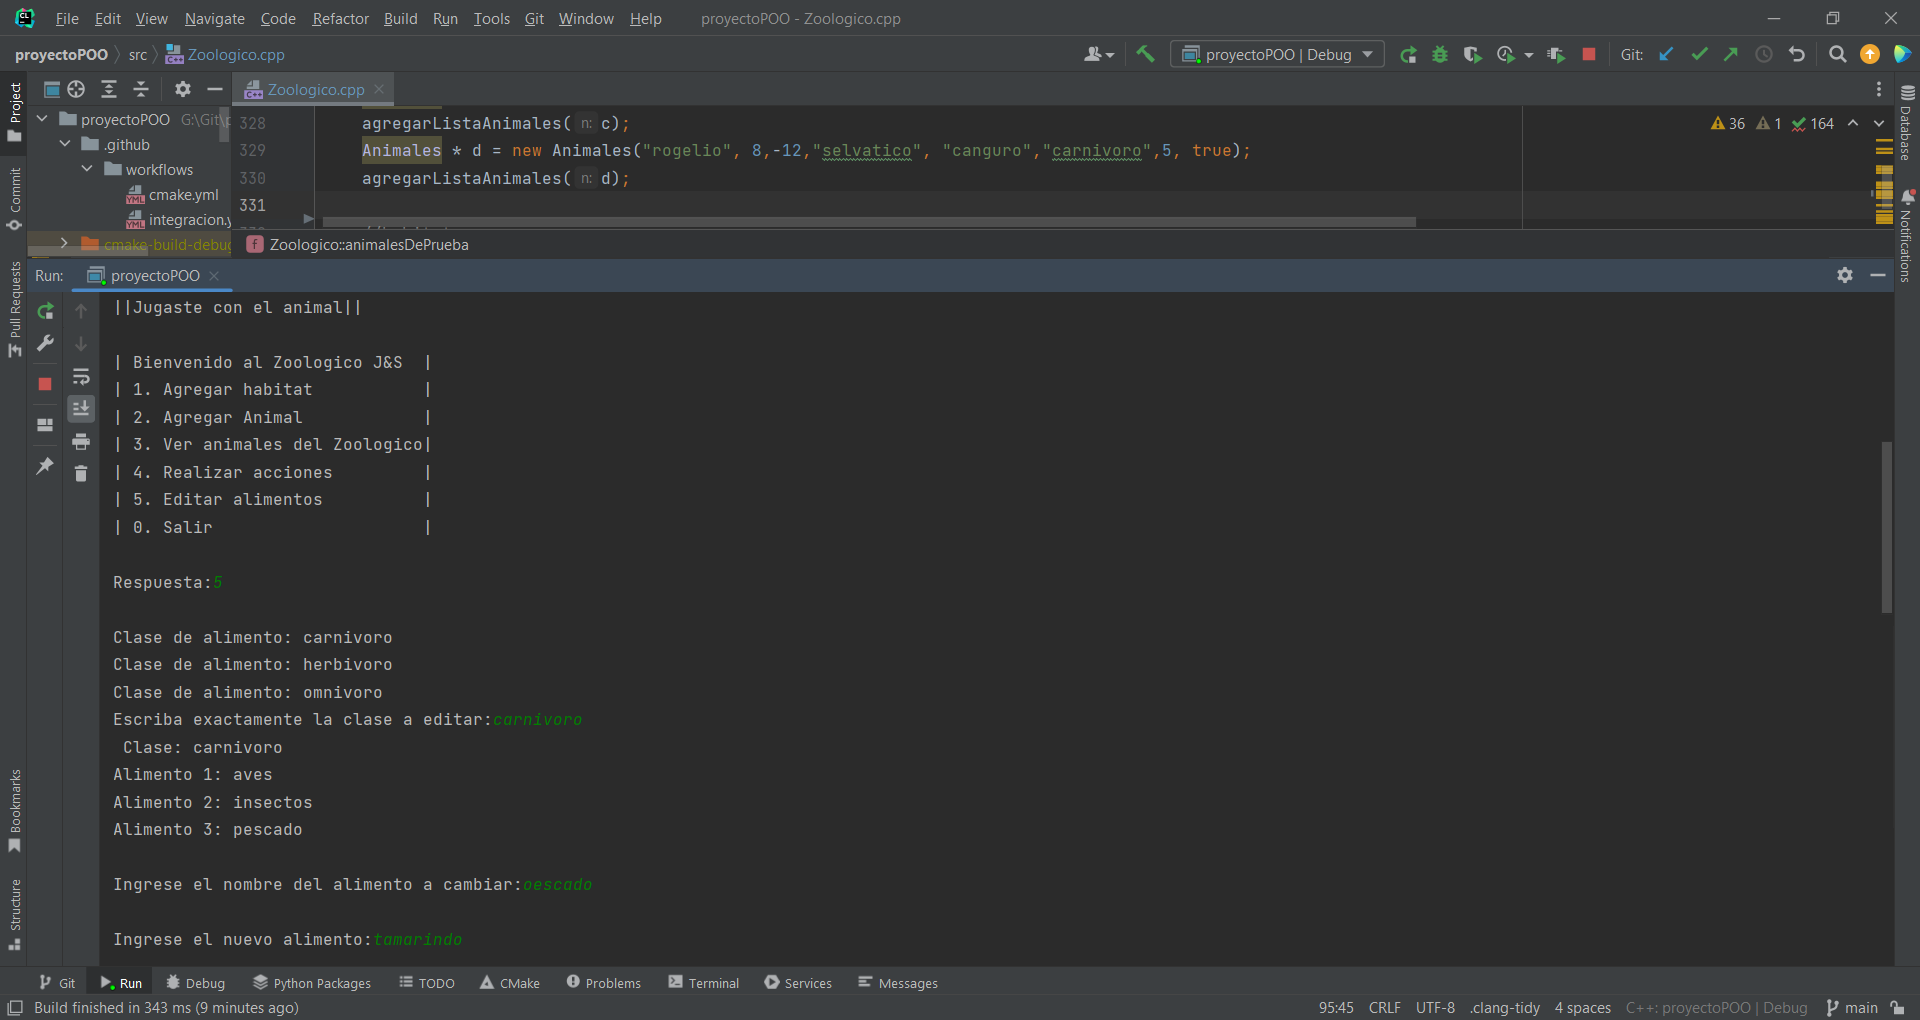 File Edit View Navigate Code Refactor Build Run Tools Git Window Help proyectoPOO - Zoologico.cpp
proyectoPOO src Zoologico.cpp proyectoPOO | Debug Git:
Project
Commit
Pull Requests
Bookmarks
Structure
Zoologico.cpp
proyectoPOO G:\Git\p
.github
workflows
cmake.yml
integracion.y
cmake-build-debug
328 agregarListaAnimales( n: c);
329 Animales * d = new Animales("rogelio", 8,-12,"selvatico", "canguro","carnivoro",5, true);
330 agregarListaAnimales( n: d);
331
36 1 164
Zoologico::animalesDePrueba
Database
Notifications
Run: proyectoPOO
||Jugaste con el animal||
| Bienvenido al Zoologico J&S  |
| 1. Agregar habitat           |
| 2. Agregar Animal            |
| 3. Ver animales del Zoologico|
| 4. Realizar acciones         |
| 5. Editar alimentos          |
| 0. Salir                     |
Respuesta:5
Clase de alimento: carnivoro
Clase de alimento: herbivoro
Clase de alimento: omnivoro
Escriba exactamente la clase a editar:carnivoro
 Clase: carnivoro
Alimento 1: aves
Alimento 2: insectos
Alimento 3: pescado
Ingrese el nombre del alimento a cambiar:oescado
Ingrese el nuevo alimento:tamarindo
Git Run Debug Python Packages TODO CMake Problems Terminal Services Messages
Build finished in 343 ms (9 minutes ago) 95:45 CRLF UTF-8 .clang-tidy 4 spaces C++: proyectoPOO | Debug main